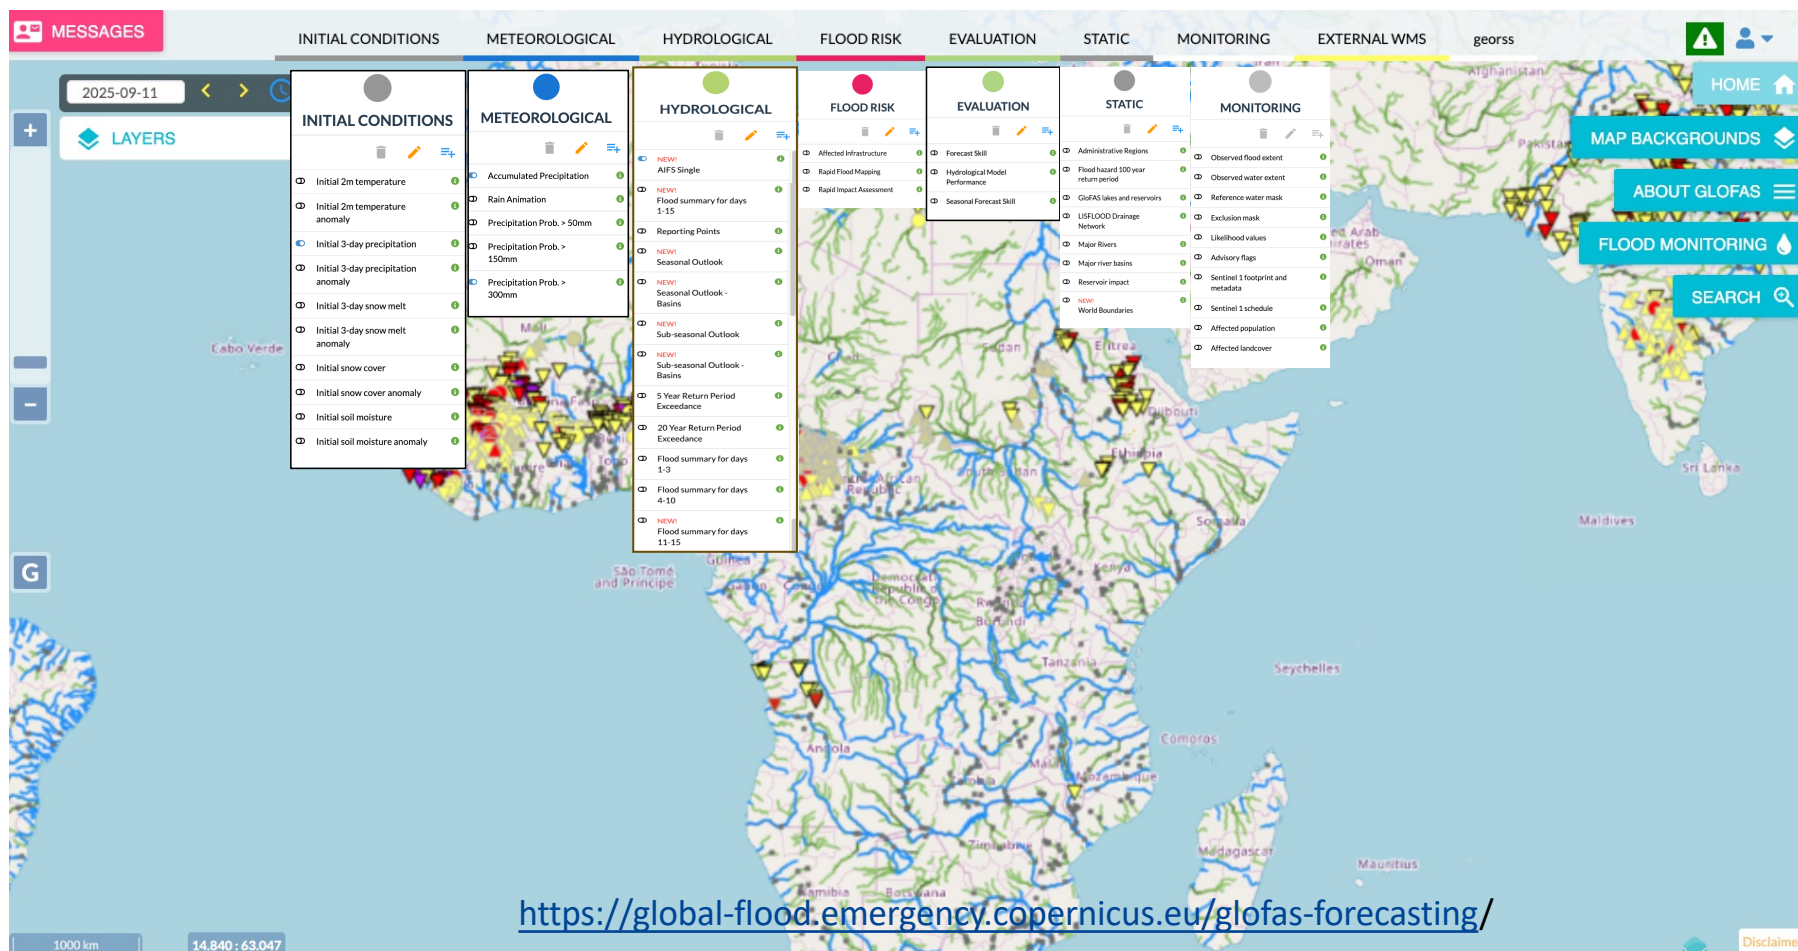 MESSAGES
INITIAL CONDITIONS
METEOROLOGICAL
HYDROLOGICAL
FLOOD RISK
EVALUATION
STATIC
MONITORING
EXTERNAL WMS
georss
2025-09-11
LAYERS
+
−
G
INITIAL CONDITIONS
Initial 2m temperature
Initial 2m temperature
anomaly
Initial 3-day precipitation
Initial 3-day precipitation
anomaly
Initial 3-day snow melt
Initial 3-day snow melt
anomaly
Initial snow cover
Initial snow cover anomaly
Initial soil moisture
Initial soil moisture anomaly
METEOROLOGICAL
Accumulated Precipitation
Rain Animation
Precipitation Prob. > 50mm
Precipitation Prob. >
150mm
Precipitation Prob. >
300mm
HYDROLOGICAL
NEW!
AIFS Single
NEW!
Flood summary for days
1-15
Reporting Points
NEW!
Seasonal Outlook
NEW!
Seasonal Outlook -
Basins
NEW!
Sub-seasonal Outlook
NEW!
Sub-seasonal Outlook -
Basins
5 Year Return Period
Exceedance
20 Year Return Period
Exceedance
Flood summary for days
1-3
Flood summary for days
4-10
NEW!
Flood summary for days
11-15
FLOOD RISK
Affected Infrastructure
Rapid Flood Mapping
Rapid Impact Assessment
EVALUATION
Forecast Skill
Hydrological Model
Performance
Seasonal Forecast Skill
STATIC
Administrative Regions
Flood hazard 100 year
return period
GloFAS lakes and reservoirs
LISFLOOD Drainage
Network
Major Rivers
Major river basins
Reservoir impact
NEW!
World Boundaries
MONITORING
Observed flood extent
Observed water extent
Reference water mask
Exclusion mask
Likelihood values
Advisory flags
Sentinel 1 footprint and
metadata
Sentinel 1 schedule
Affected population
Affected landcover
HOME
MAP BACKGROUNDS
ABOUT GLOFAS
FLOOD MONITORING
SEARCH
Afghanistan
Oman
Cabo Verde
Mali
Sudan
Eritrea
Djibouti
Ethiopia
South Sudan
Republic
Somalia
Sri Lanka
Maldives
São Tomé
and Príncipe
Guinea
Democratic
Republic of
the Congo
Kenya
Burundi
Tanzania
Seychelles
Comoros
Angola
Zambia
Mozambique
Zimbabwe
Madagascar
Mauritius
Namibia
Botswana
https://global-flood.emergency.copernicus.eu/glofas-forecasting/
1000 km
14.840 : 63.047
Disclaime